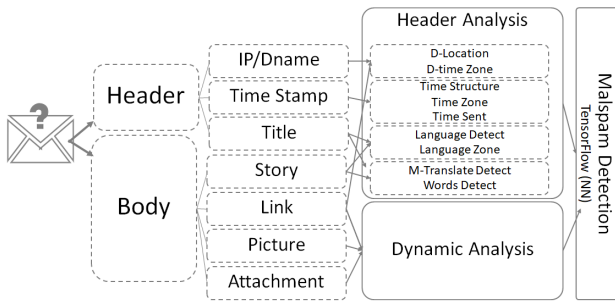 ?
Header
Body
IP/Dname
Time Stamp
Title
Story
Link
Picture
Attachment
Header Analysis
D-Location
D-time Zone
Time Structure
Time Zone
Time Sent
Language Detect
Language Zone
M-Translate Detect
Words Detect
Dynamic Analysis
Malspam Detection
TensorFlow (NN)